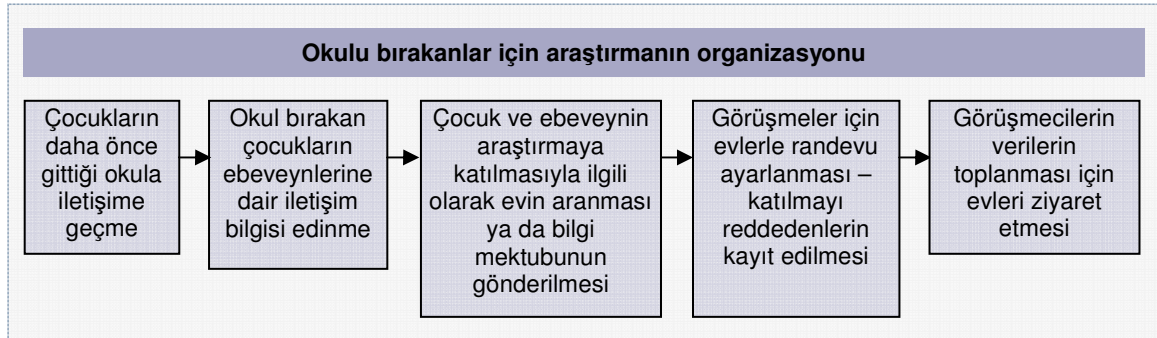 Okulu bırakanlar için araştırmanın organizasyonu
Çocukların
daha önce
gittiği okula
iletişime
geçme
Okul bırakan
çocukların
ebeveynlerine
dair iletişim
bilgisi edinme
Çocuk ve ebeveynin
araştırmaya
katılmasıyla ilgili
olarak evin aranması
ya da bilgi
mektubunun
gönderilmesi
Görüşmeler için
evlerle randevu
ayarlanması –
katılmayı
reddedenlerin
kayıt edilmesi
Görüşmecilerin
verilerin
toplanması için
evleri ziyaret
etmesi